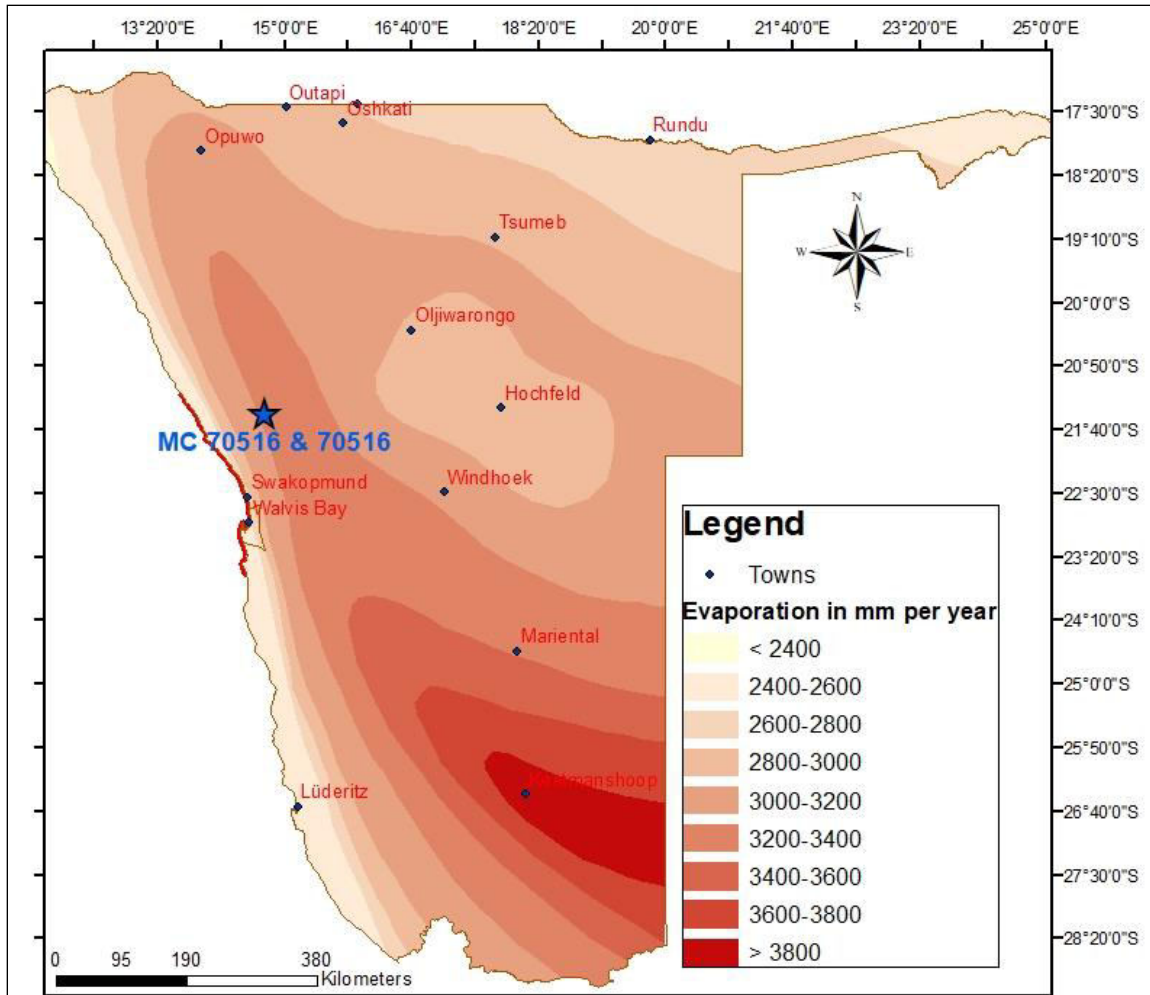 13°20'0"E 15°0'0"E 16°40'0"E 18°20'0"E 20°0'0"E 21°40'0"E 23°20'0"E 25°0'0"E
Outapi
Oshkati
Rundu
Opuwo
17°30'0"S
18°20'0"S
N
W E
S
Tsumeb
19°10'0"S
20°0'0"S
Oljiwarongo
20°50'0"S
Hochfeld
MC 70516 & 70516
21°40'0"S
Swakopmund
Windhoek
22°30'0"S
Walvis Bay
23°20'0"S
24°10'0"S
Mariental
25°0'0"S
25°50'0"S
Lüderitz
26°40'0"S
27°30'0"S
28°20'0"S
Legend
Towns
Evaporation in mm per year
< 2400
2400-2600
2600-2800
2800-3000
3000-3200
3200-3400
3400-3600
3600-3800
> 3800
0 95 190 380
Kilometers